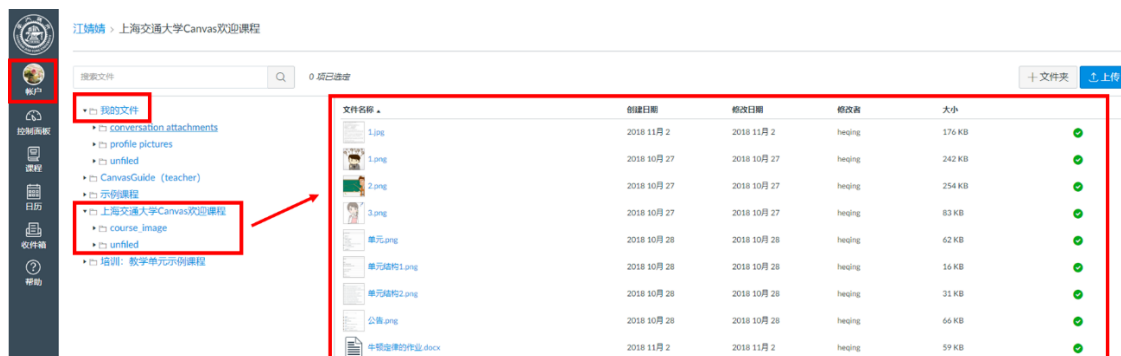 江婧婧 › 上海交通大学Canvas欢迎课程
搜索文件
0 项已选定
＋文件夹
上传
帐户
控制面板
课程
日历
收件箱
帮助
我的文件
conversation attachments
profile pictures
unfiled
CanvasGuide (teacher)
示例课程
上海交通大学Canvas欢迎课程
course_image
unfiled
培训：教学单元示例课程
文件名称 创建日期 修改日期 修改者 大小
1.jpg 2018 11月 2 2018 11月 2 heqing 176 KB
1.png 2018 10月 27 2018 10月 27 heqing 242 KB
2.png 2018 10月 27 2018 10月 27 heqing 254 KB
3.png 2018 10月 27 2018 10月 27 heqing 83 KB
单元.png 2018 10月 28 2018 10月 28 heqing 62 KB
单元结构1.png 2018 10月 28 2018 10月 28 heqing 16 KB
单元结构2.png 2018 10月 28 2018 10月 28 heqing 31 KB
公告.png 2018 10月 28 2018 10月 28 heqing 66 KB
牛顿定律的作业.docx 2018 11月 2 2018 11月 2 heqing 59 KB